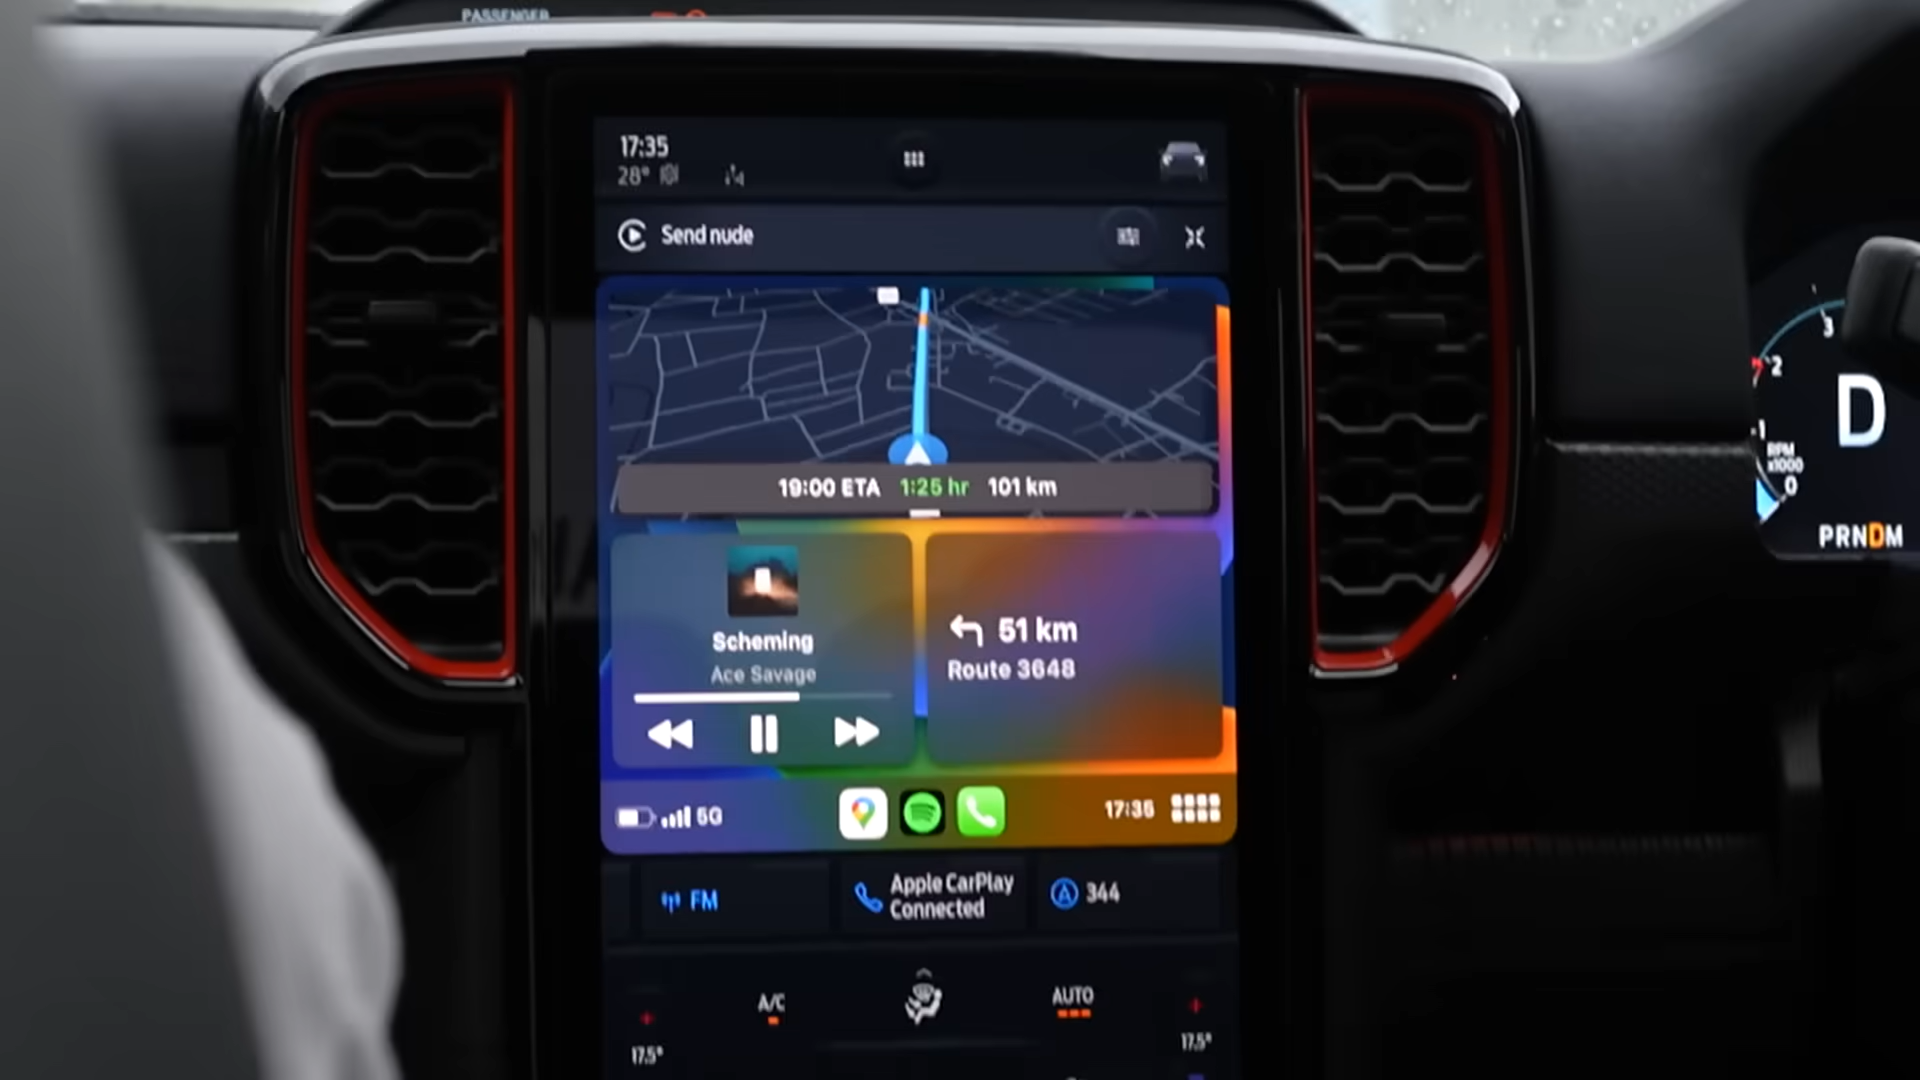 PASSENGER
17:35
28°
Send nude
19:00 ETA 1:25 hr 101 km
Scheming
Ace Savage
51 km
Route 3648
5G
17:35
FM
Apple CarPlay
Connected
A 344
A/C
AUTO
17.5°
17.5°
3
2
1
RPM
x1000
0
D
PRNDM